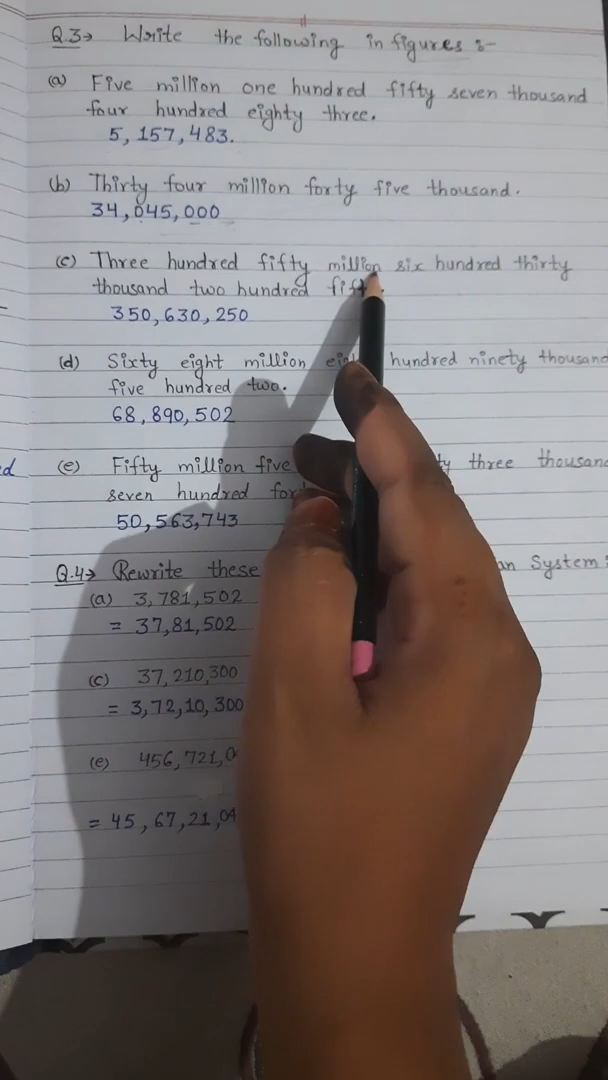 Q.3→ Write the following in figures :-
(a) Five million one hundred fifty seven thousand
four hundred eighty three.
5,157,483.
(b) Thirty four million forty five thousand.
34,045,000
(c) Three hundred fifty million six hundred thirty
thousand two hundred
350,630,250
(d) Sixty eight million hundred ninety thousand
five hundred two.
68,890,502
(e) Fifty million five three thousand
seven hundred
50,563,743
Q.4→ Rewrite these System:
(a) 3,781,502
= 37,81,502
(c) 37,210,300
= 3,72,10,300
(e) 456,721,0
= 45,67,21,04